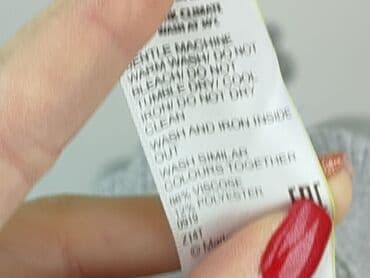 GENTLE MACHINE
WARM WASH DO NOT
BLEACH DO NOT
TUMBLE DRY COOL
IRON DO NOT DRY
CLEAN
WASH AND IRON INSIDE
OUT
WASH SIMILAR
COLOURS TOGETHER
VISCOSE
POLYESTER
EAC
©